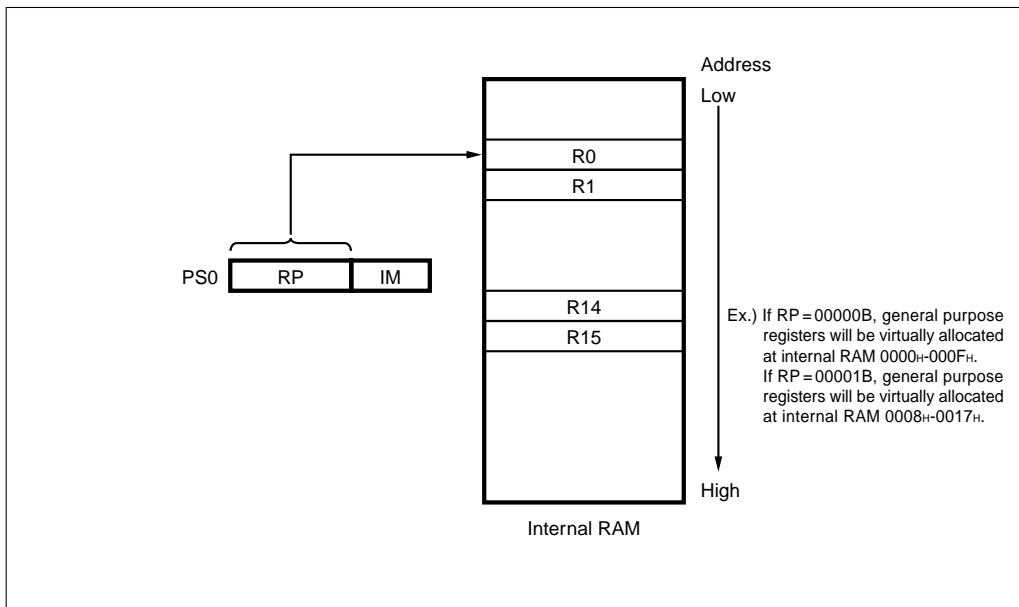 Address
Low
R0
R1
PS0 RP IM
R14
R15
Ex.) If RP=00000B, general purpose
registers will be virtually allocated
at internal RAM 0000H-000FH.
If RP=00001B, general purpose
registers will be virtually allocated
at internal RAM 0008H-0017H.
High
Internal RAM